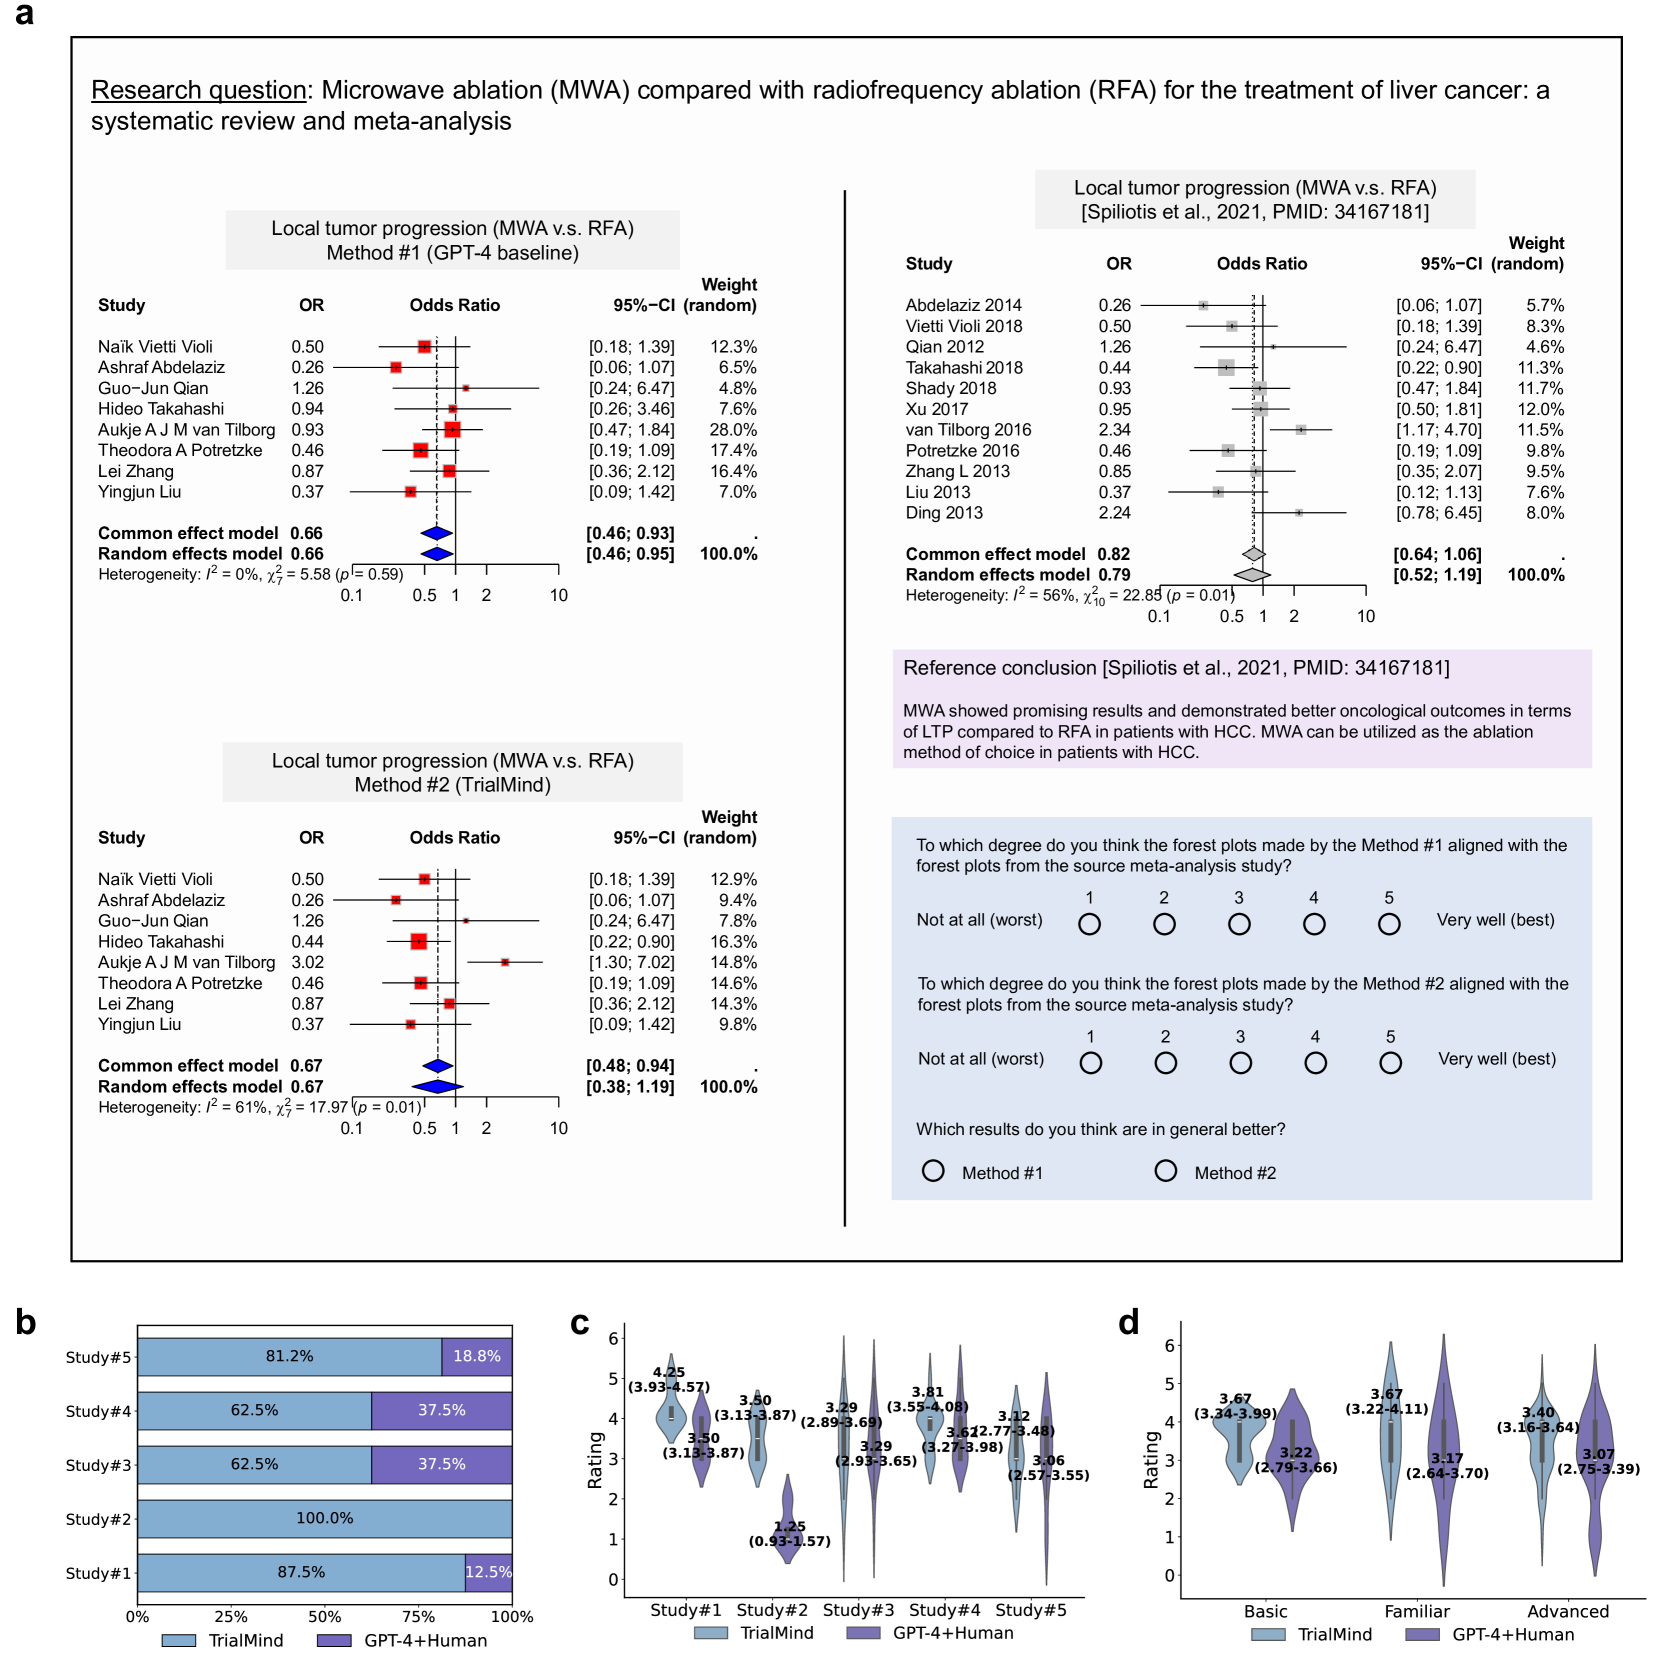 a
Research question: Microwave ablation (MWA) compared with radiofrequency ablation (RFA) for the treatment of liver cancer: a
systematic review and meta-analysis
Local tumor progression (MWA v.s. RFA)
Method #1 (GPT-4 baseline)
Weight
Study OR Odds Ratio 95%−CI (random)
Naïk Vietti Violi 0.50 [0.18; 1.39] 12.3%
Ashraf Abdelaziz 0.26 [0.06; 1.07] 6.5%
Guo−Jun Qian 1.26 [0.24; 6.47] 4.8%
Hideo Takahashi 0.94 [0.26; 3.46] 7.6%
Aukje A J M van Tilborg 0.93 [0.47; 1.84] 28.0%
Theodora A Potretzke 0.46 [0.19; 1.09] 17.4%
Lei Zhang 0.87 [0.36; 2.12] 16.4%
Yingjun Liu 0.37 [0.09; 1.42] 7.0%
Common effect model 0.66 [0.46; 0.93] .
Random effects model 0.66 [0.46; 0.95] 100.0%
Heterogeneity: I² = 0%, χ²₇ = 5.58 (p = 0.59)
0.1 0.5 1 2 10
Local tumor progression (MWA v.s. RFA)
Method #2 (TrialMind)
Weight
Study OR Odds Ratio 95%−CI (random)
Naïk Vietti Violi 0.50 [0.18; 1.39] 12.9%
Ashraf Abdelaziz 0.26 [0.06; 1.07] 9.4%
Guo−Jun Qian 1.26 [0.24; 6.47] 7.8%
Hideo Takahashi 0.44 [0.22; 0.90] 16.3%
Aukje A J M van Tilborg 3.02 [1.30; 7.02] 14.8%
Theodora A Potretzke 0.46 [0.19; 1.09] 14.6%
Lei Zhang 0.87 [0.36; 2.12] 14.3%
Yingjun Liu 0.37 [0.09; 1.42] 9.8%
Common effect model 0.67 [0.48; 0.94] .
Random effects model 0.67 [0.38; 1.19] 100.0%
Heterogeneity: I² = 61%, χ²₇ = 17.97 (p = 0.01)
0.1 0.5 1 2 10
Local tumor progression (MWA v.s. RFA)
[Spiliotis et al., 2021, PMID: 34167181]
Weight
Study OR Odds Ratio 95%−CI (random)
Abdelaziz 2014 0.26 [0.06; 1.07] 5.7%
Vietti Violi 2018 0.50 [0.18; 1.39] 8.3%
Qian 2012 1.26 [0.24; 6.47] 4.6%
Takahashi 2018 0.44 [0.22; 0.90] 11.3%
Shady 2018 0.93 [0.47; 1.84] 11.7%
Xu 2017 0.95 [0.50; 1.81] 12.0%
van Tilborg 2016 2.34 [1.17; 4.70] 11.5%
Potretzke 2016 0.46 [0.19; 1.09] 9.8%
Zhang L 2013 0.85 [0.35; 2.07] 9.5%
Liu 2013 0.37 [0.12; 1.13] 7.6%
Ding 2013 2.24 [0.78; 6.45] 8.0%
Common effect model 0.82 [0.64; 1.06] .
Random effects model 0.79 [0.52; 1.19] 100.0%
Heterogeneity: I² = 56%, χ²₁₀ = 22.85 (p = 0.01)
0.1 0.5 1 2 10
Reference conclusion [Spiliotis et al., 2021, PMID: 34167181]
MWA showed promising results and demonstrated better oncological outcomes in terms
of LTP compared to RFA in patients with HCC. MWA can be utilized as the ablation
method of choice in patients with HCC.
To which degree do you think the forest plots made by the Method #1 aligned with the
forest plots from the source meta-analysis study?
1 2 3 4 5
Not at all (worst) Very well (best)
To which degree do you think the forest plots made by the Method #2 aligned with the
forest plots from the source meta-analysis study?
1 2 3 4 5
Not at all (worst) Very well (best)
Which results do you think are in general better?
Method #1 Method #2
b
Study#5 81.2% 18.8%
Study#4 62.5% 37.5%
Study#3 62.5% 37.5%
Study#2 100.0%
Study#1 87.5% 12.5%
0% 25% 50% 75% 100%
TrialMind GPT-4+Human
c
Rating
6
5
4
3
2
1
0
4.25
(3.93-4.57)
3.50
(3.13-3.87)
3.50
(3.13-3.87)
1.25
(0.93-1.57)
3.29
(2.89-3.69)
3.29
(2.93-3.65)
3.81
(3.55-4.08)
3.62
(3.27-3.98)
3.12
(2.77-3.48)
3.06
(2.57-3.55)
Study#1 Study#2 Study#3 Study#4 Study#5
TrialMind GPT-4+Human
d
Rating
6
5
4
3
2
1
0
3.67
(3.34-3.99)
3.22
(2.79-3.66)
3.67
(3.22-4.11)
3.17
(2.64-3.70)
3.40
(3.16-3.64)
3.07
(2.75-3.39)
Basic Familiar Advanced
TrialMind GPT-4+Human